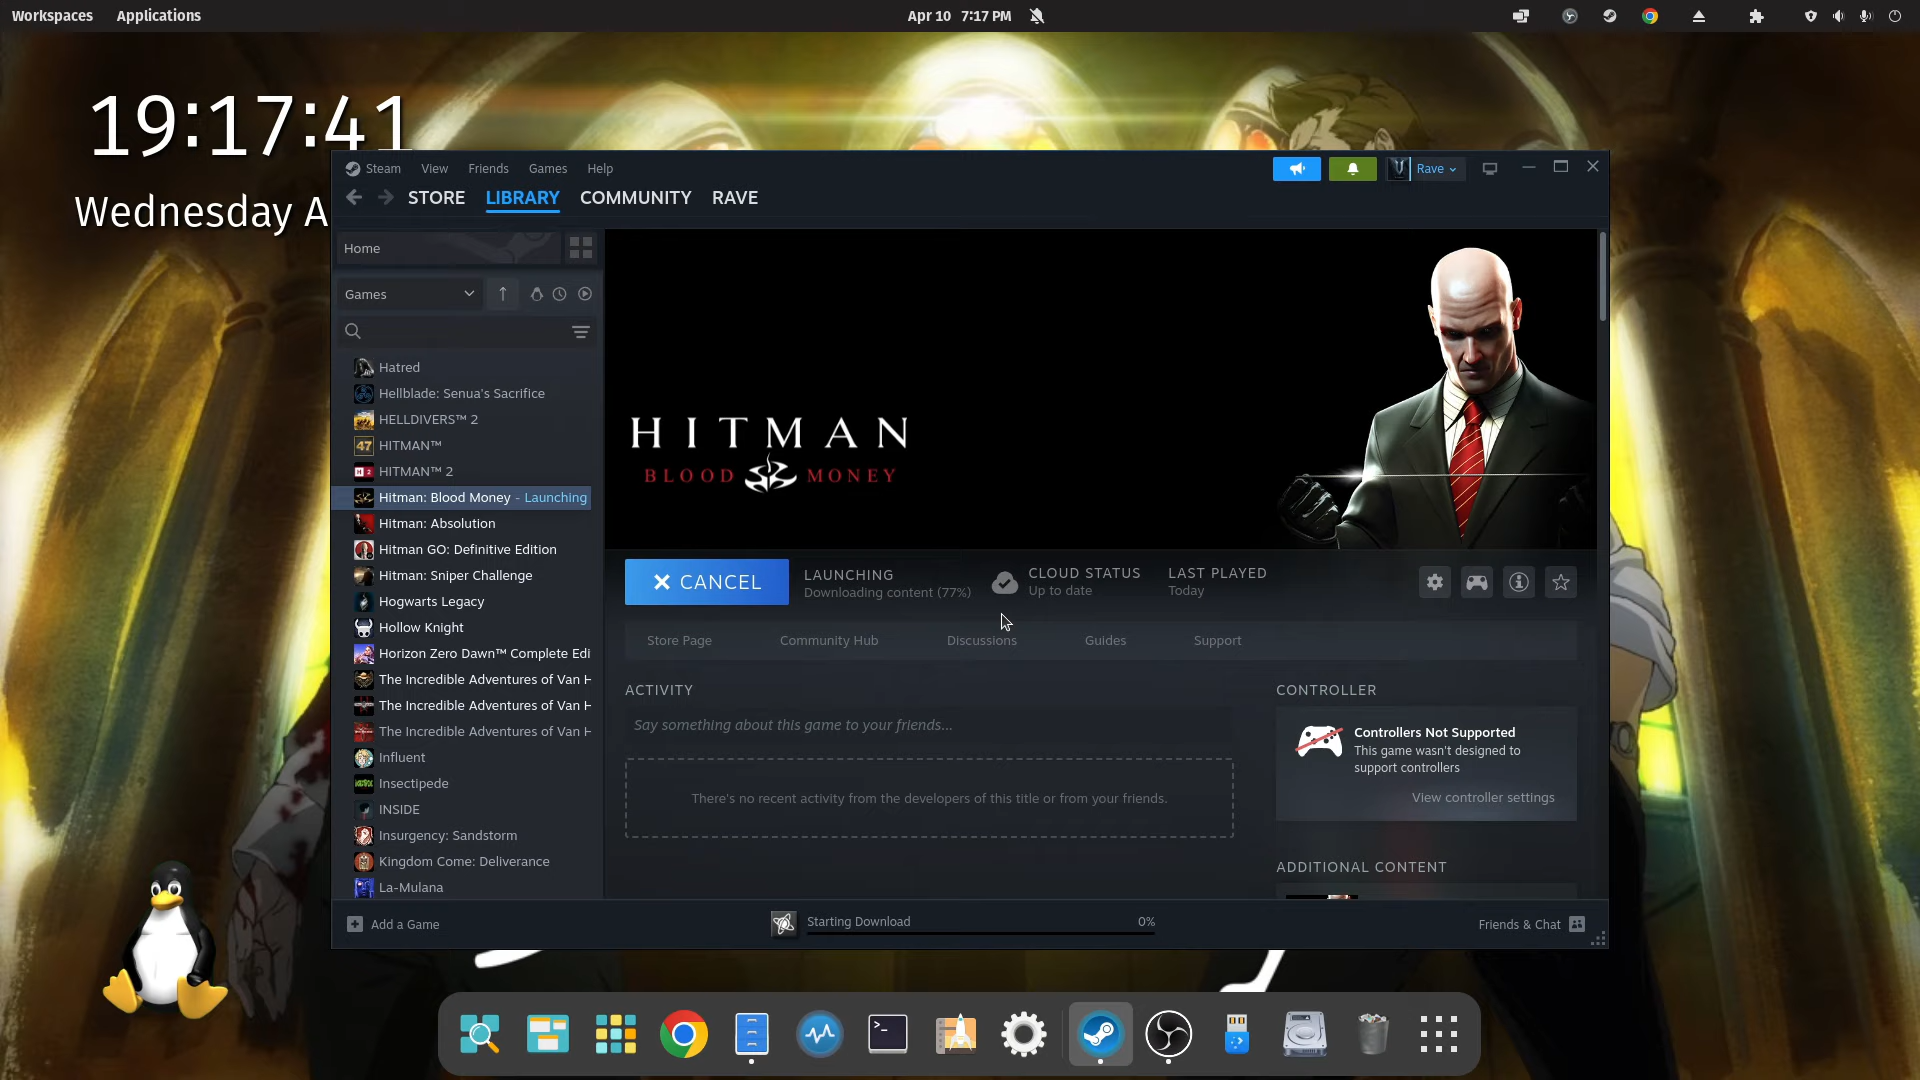 Workspaces Applications Apr 10 7:17 PM
19:17:41
Wednesday A
Steam View Friends Games Help Rave
STORE LIBRARY COMMUNITY RAVE
Home
Games
Hatred
Hellblade: Senua's Sacrifice
HELLDIVERS™ 2
HITMAN™
HITMAN™ 2
Hitman: Blood Money - Launching
Hitman: Absolution
Hitman GO: Definitive Edition
Hitman: Sniper Challenge
Hogwarts Legacy
Hollow Knight
Horizon Zero Dawn™ Complete Edi
The Incredible Adventures of Van H
The Incredible Adventures of Van H
The Incredible Adventures of Van H
Influent
Insectipede
INSIDE
Insurgency: Sandstorm
Kingdom Come: Deliverance
La-Mulana
HITMAN
BLOOD MONEY
CANCEL
LAUNCHING
Downloading content (77%)
CLOUD STATUS
Up to date
LAST PLAYED
Today
Store Page Community Hub Discussions Guides Support
ACTIVITY
Say something about this game to your friends...
There's no recent activity from the developers of this title or from your friends.
CONTROLLER
Controllers Not Supported
This game wasn't designed to
support controllers
View controller settings
ADDITIONAL CONTENT
Add a Game
Starting Download 0%
Friends & Chat